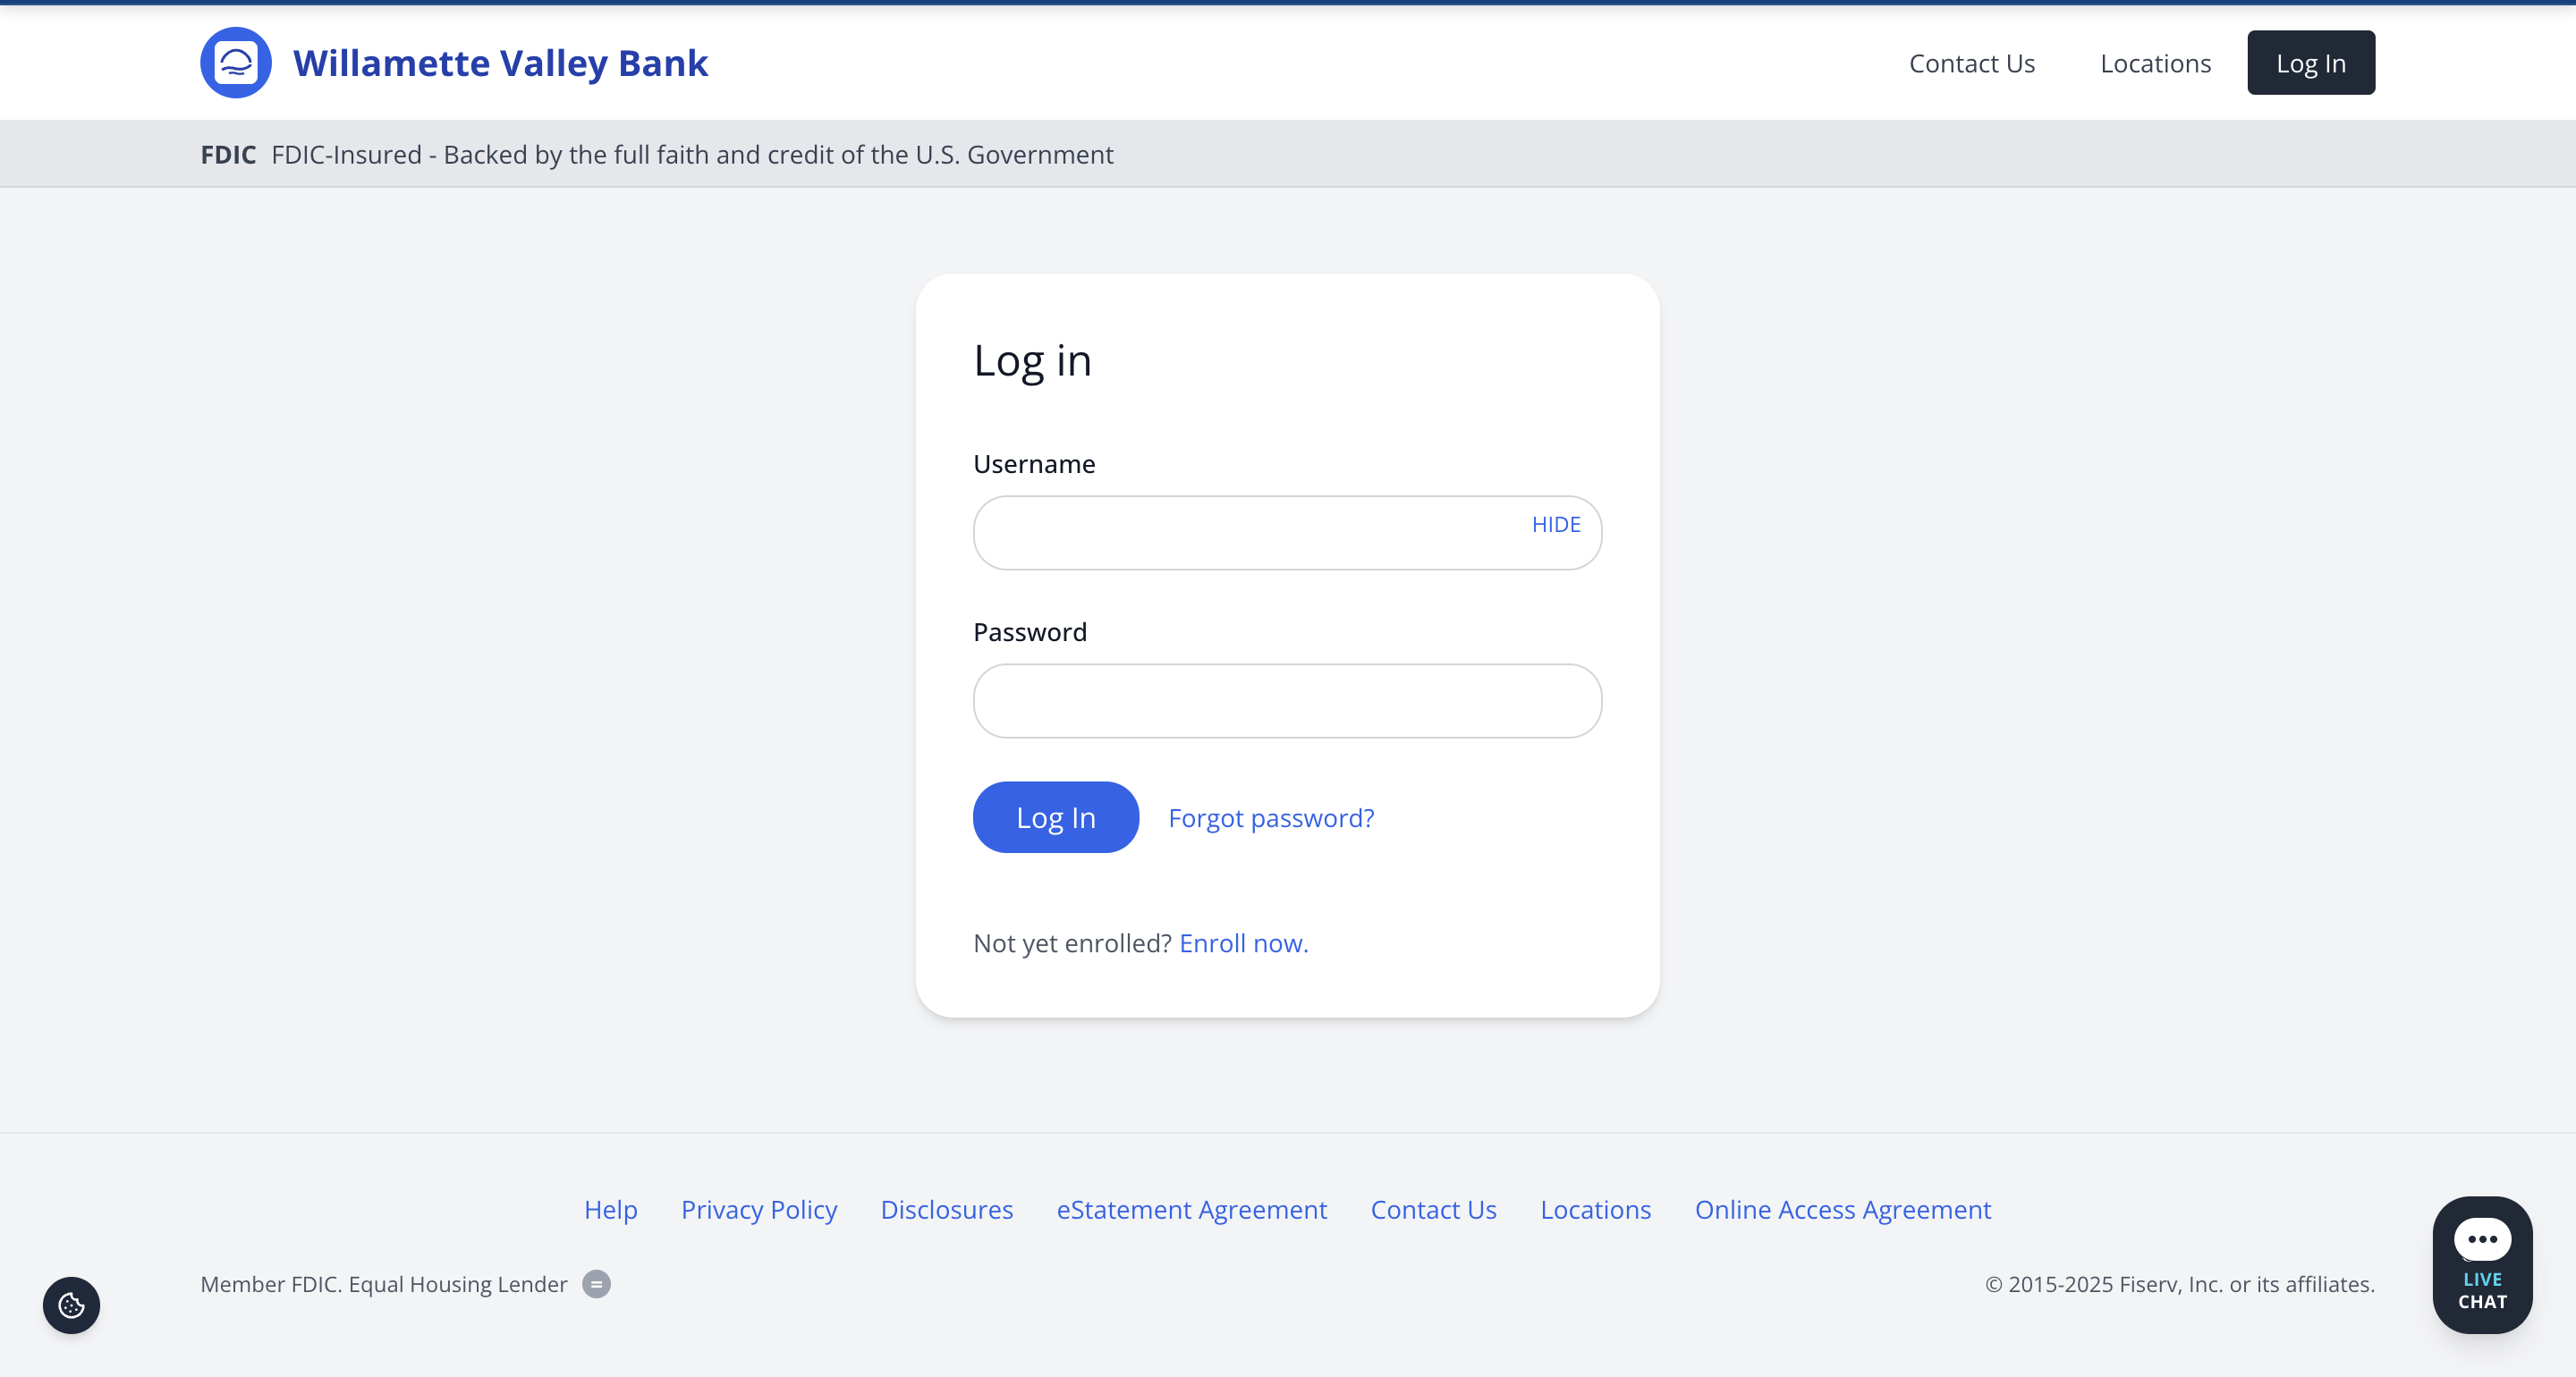 Willamette Valley Bank
Contact Us
Locations
Log In
FDIC FDIC-Insured - Backed by the full faith and credit of the U.S. Government
Log in
Username
HIDE
Password
Log In
Forgot password?
Not yet enrolled? Enroll now.
Help
Privacy Policy
Disclosures
eStatement Agreement
Contact Us
Locations
Online Access Agreement
Member FDIC. Equal Housing Lender =
© 2015-2025 Fiserv, Inc. or its affiliates.
LIVE
CHAT